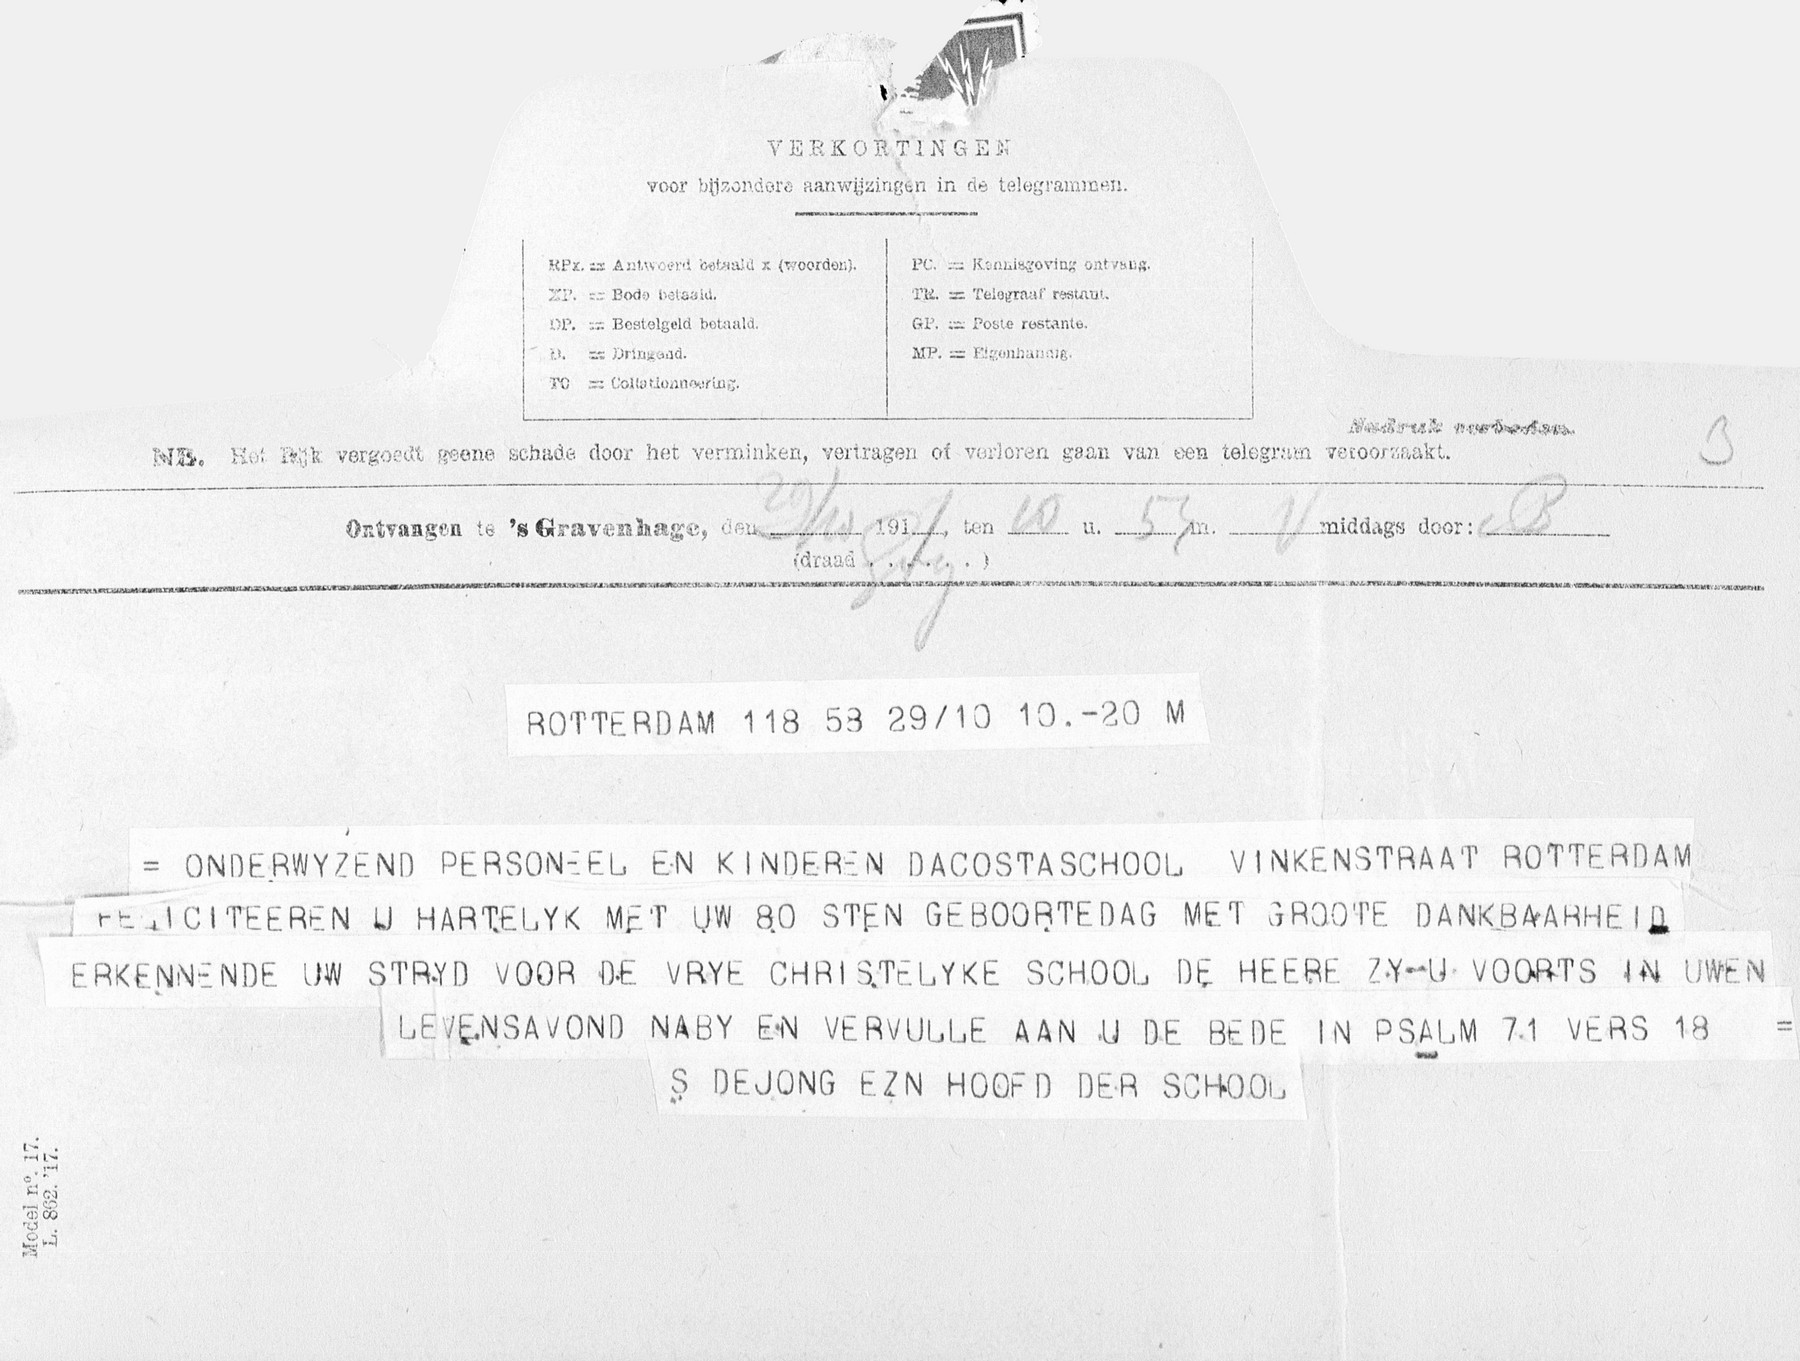 VERKORTINGEN
voor bijzondere aanwijzingen in de telegrammen.
RPx. = Antwoord betaald x (woorden).
XP. = Bode betaald.
DP. = Bestelgeld betaald.
D. = Dringend.
TC = Collationneering.
PC. = Kennisgeving ontvang.
TR. = Telegraaf restant.
GP. = Poste restante.
MP. = Eigenhandig.
Nadruk verboden.
NB. Het Rijk vergoedt geene schade door het verminken, vertragen of verloren gaan van een telegram veroorzaakt.
Ontvangen te 's Gravenhage, den 29/10 191 , ten 10 u. m. V middags door:
(draad . . . . . . )
ROTTERDAM 118 53 29/10 10.-20 M
= ONDERWYZEND PERSONEEL EN KINDEREN DACOSTASCHOOL VINKENSTRAAT ROTTERDAM
FELICITEEREN U HARTELYK MET UW 80 STEN GEBOORTEDAG MET GROOTE DANKBAARHEID
ERKENNENDE UW STRYD VOOR DE VRYE CHRISTELYKE SCHOOL DE HEERE ZY U VOORTS IN UWEN
LEVENSAVOND NABY EN VERVULLE AAN U DE BEDE IN PSALM 71 VERS 18 =
S DEJONG EZN HOOFD DER SCHOOL
Model nº. 17.
L. 862. '17.